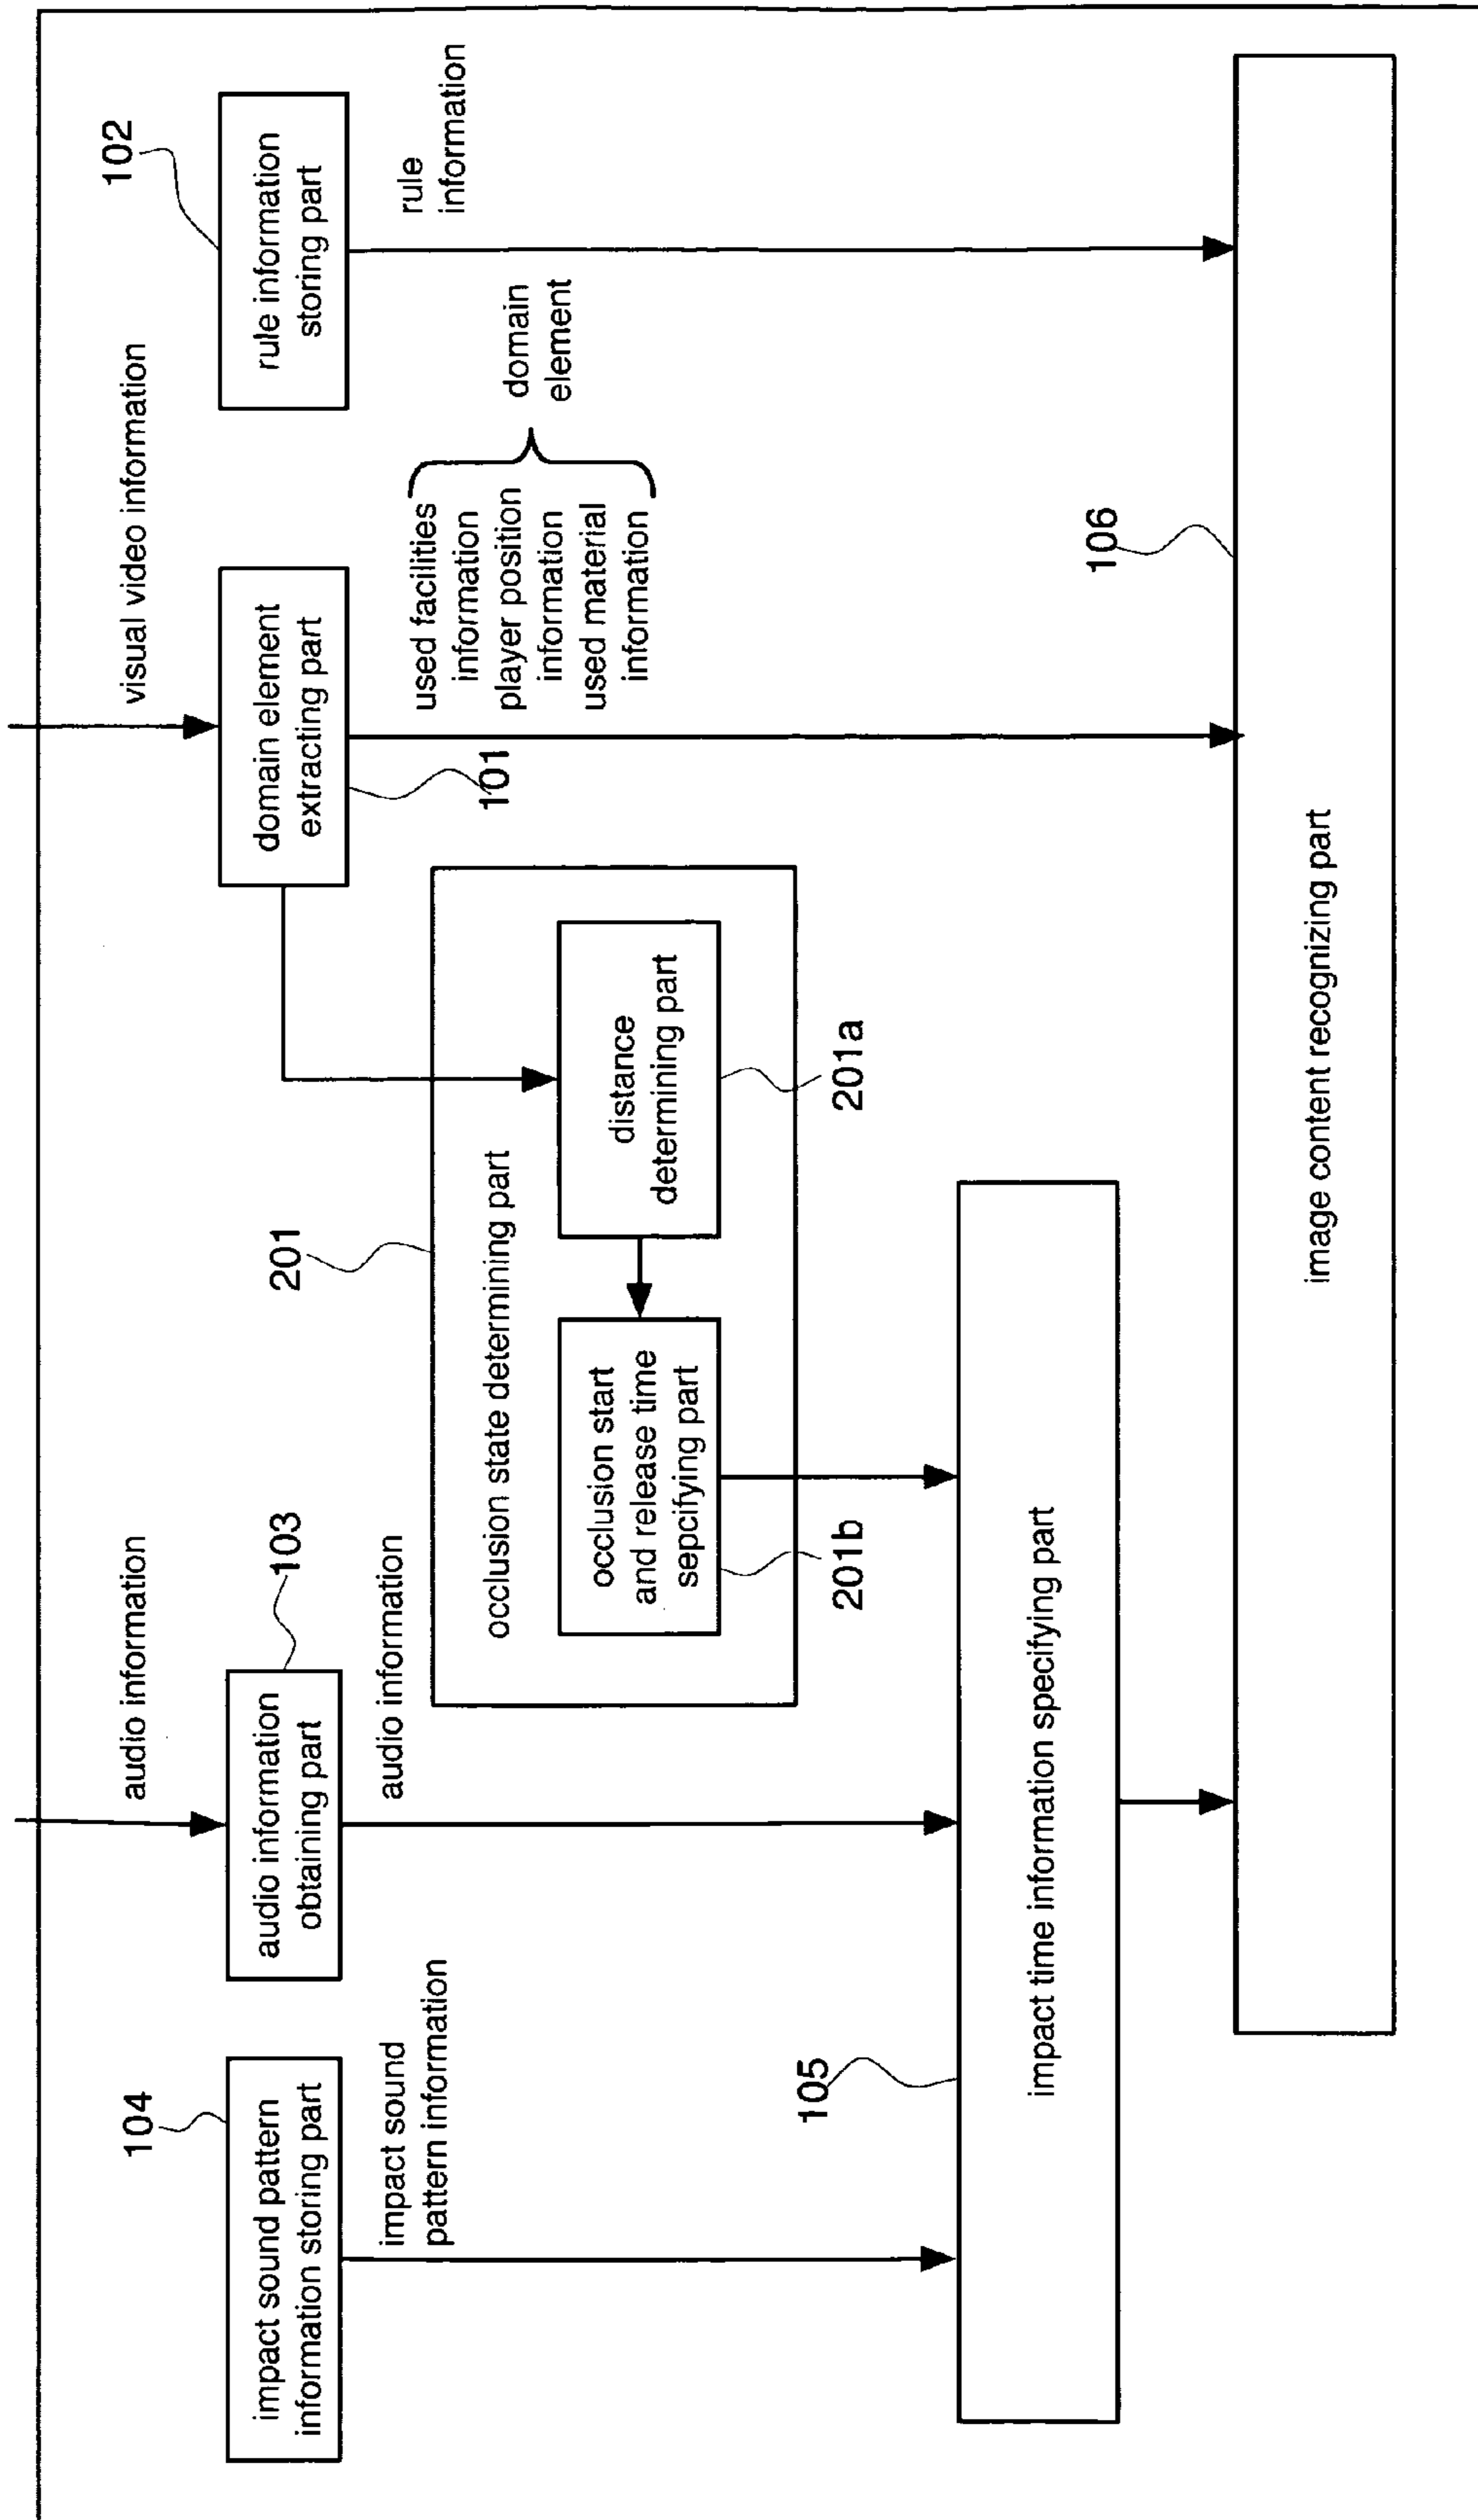 visual video information
audio information
102
rule information
storing part
domain element
extracting part
103
audio information
obtaining part
104
impact sound pattern
information storing part
rule
information
101
used facilities
information
player position
information
used material
information
domain
element
audio information
impact sound
pattern information
201
occlusion state determining part
distance
determining part
201a
occlusion start
and release time
sepcifying part
201b
105
impact time information specifying part
106
image content recognizing part